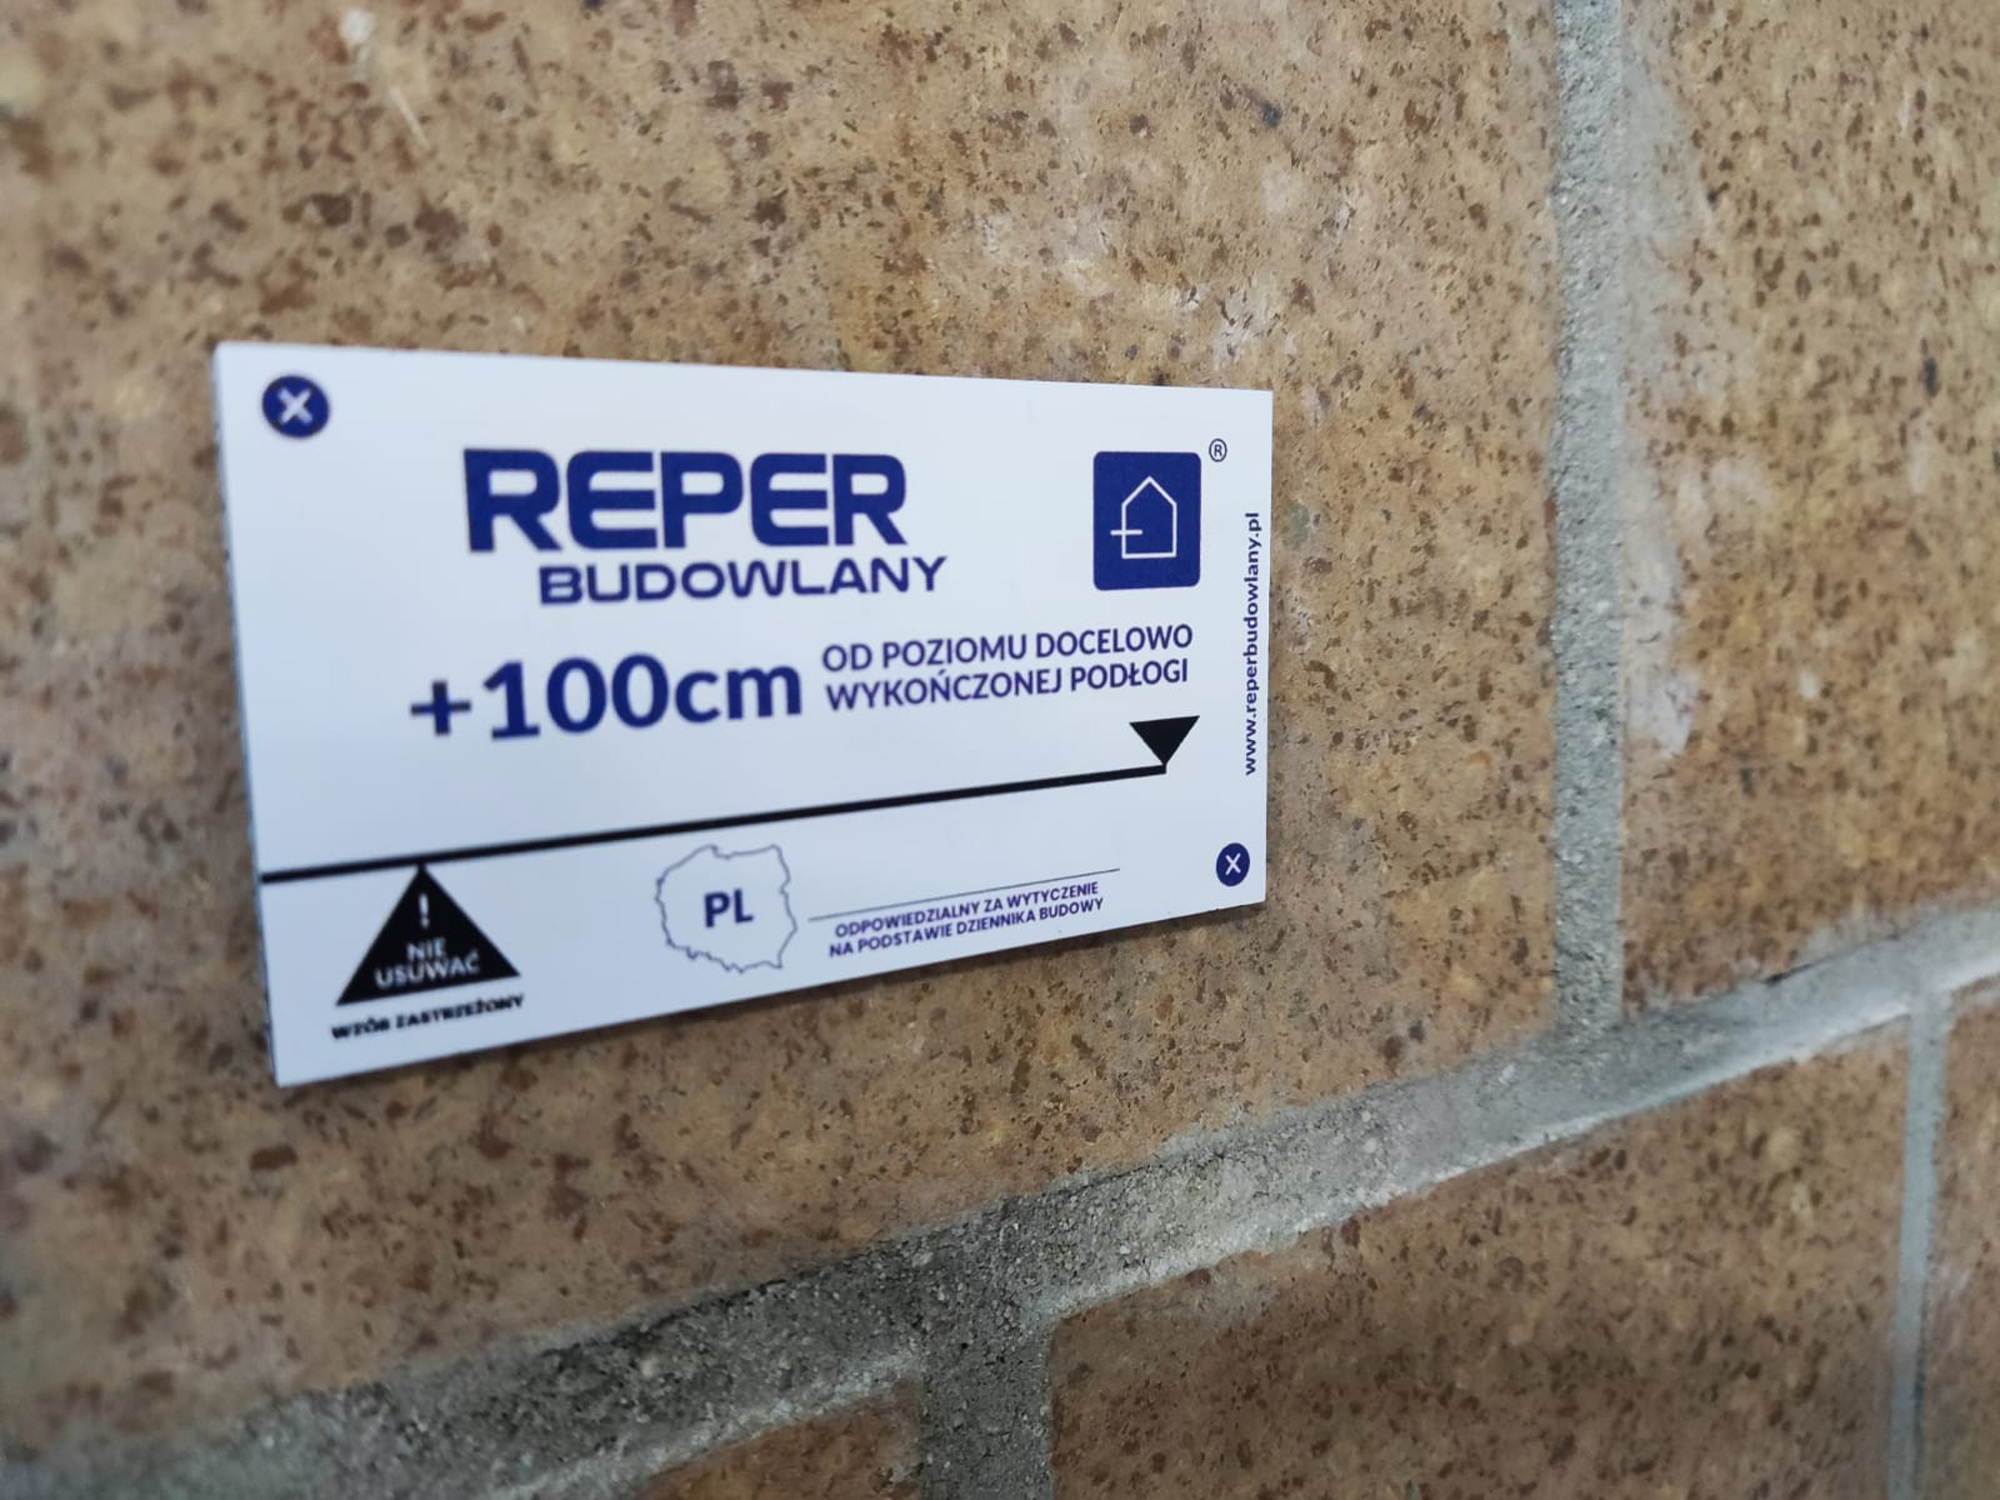 REPER
BUDOWLANY
®
+100cm
OD POZIOMU DOCELOWO
WYKOŃCZONEJ PODŁOGI
www.reperbudowlany.pl
!
NIE
USUWAĆ
WZÓR ZASTRZEŻONY
PL
ODPOWIEDZIALNY ZA WYTYCZENIE
NA PODSTAWIE DZIENNIKA BUDOWY